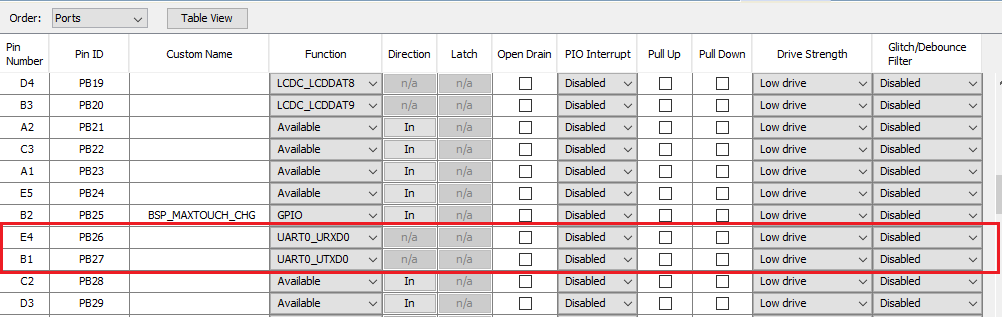 Order: Ports Table View
Pin Number Pin ID Custom Name Function Direction Latch Open Drain PIO Interrupt Pull Up Pull Down Drive Strength Glitch/Debounce Filter
D4 PB19 LCDC_LCDDAT8 n/a n/a Disabled Low drive Disabled
B3 PB20 LCDC_LCDDAT9 n/a n/a Disabled Low drive Disabled
A2 PB21 Available In n/a Disabled Low drive Disabled
C3 PB22 Available In n/a Disabled Low drive Disabled
A1 PB23 Available In n/a Disabled Low drive Disabled
E5 PB24 Available In n/a Disabled Low drive Disabled
B2 PB25 BSP_MAXTOUCH_CHG GPIO In n/a Disabled Low drive Disabled
E4 PB26 UART0_URXD0 n/a n/a Disabled Low drive Disabled
B1 PB27 UART0_UTXD0 n/a n/a Disabled Low drive Disabled
C2 PB28 Available In n/a Disabled Low drive Disabled
D3 PB29 Available In n/a Disabled Low drive Disabled